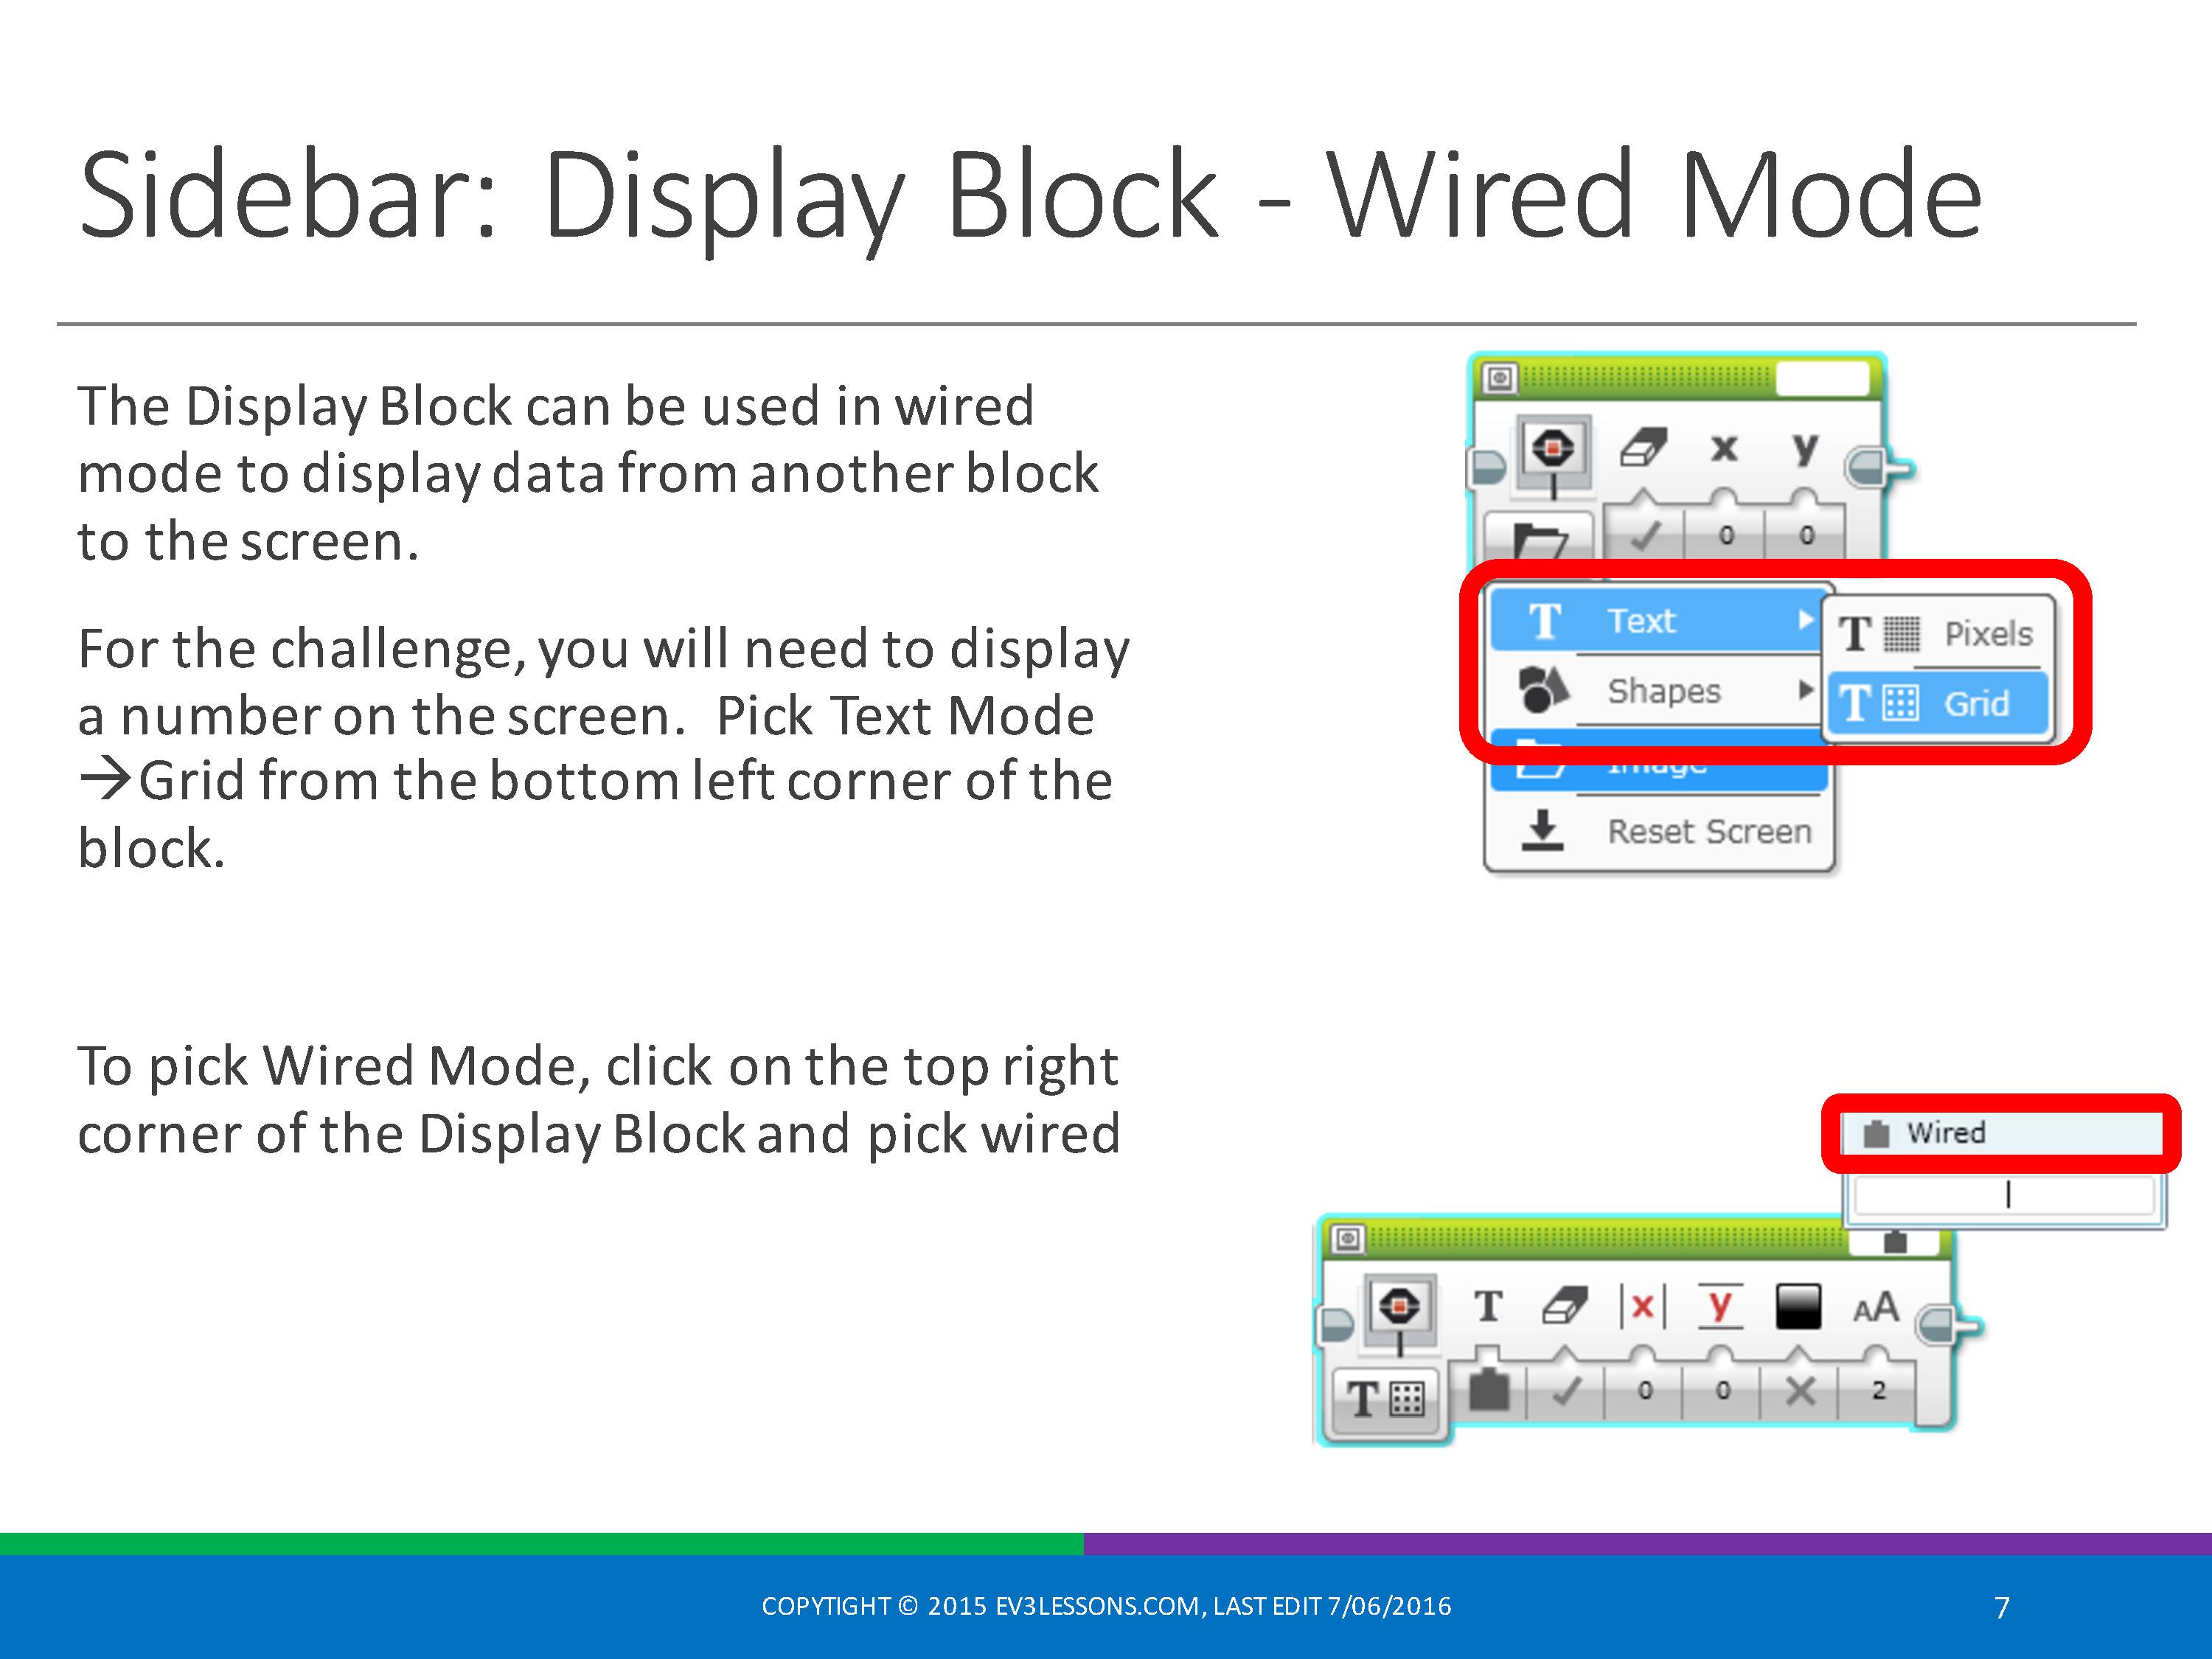 Sidebar: Display Block - Wired Mode
The Display Block can be used in wired
mode to display data from another block
to the screen.
For the challenge, you will need to display
a number on the screen. Pick Text Mode
→Grid from the bottom left corner of the
block.
x y
0 0
T Text
T Pixels
Shapes
T Grid
Image
Reset Screen
To pick Wired Mode, click on the top right
corner of the Display Block and pick wired
Wired
T x y AA
T 0 0 2
COPYTIGHT © 2015 EV3LESSONS.COM, LAST EDIT 7/06/2016
7